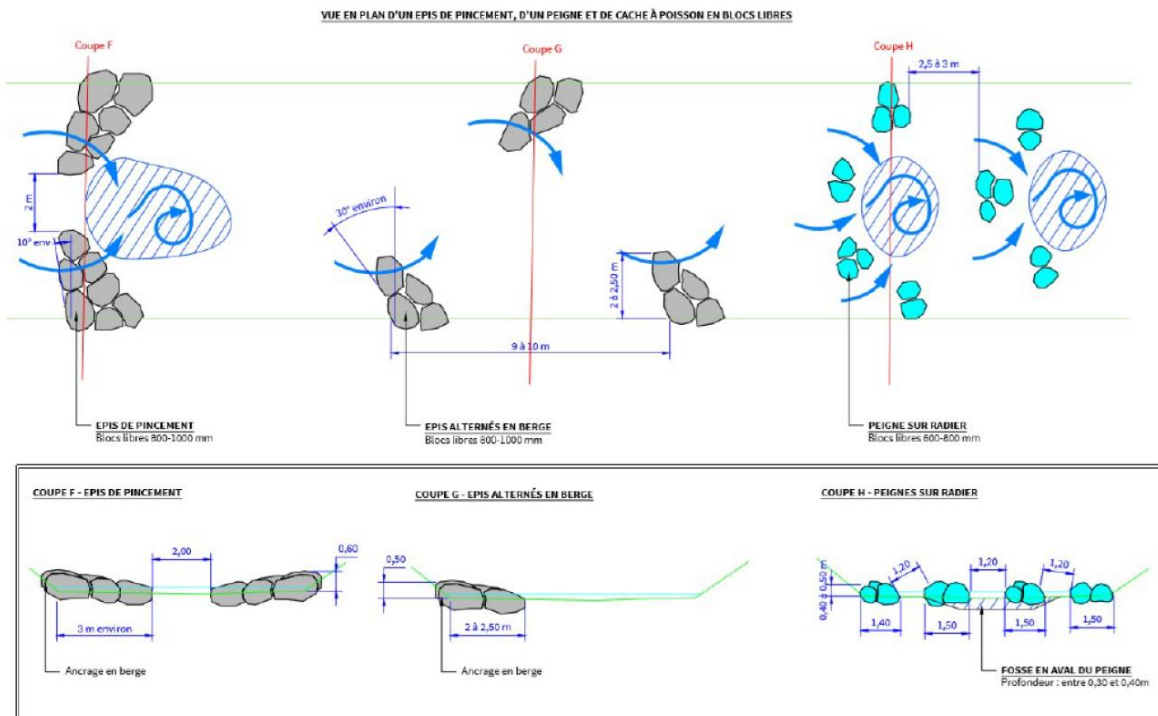 VUE EN PLAN D'UN EPIS DE PINCEMENT, D'UN PEIGNE ET DE CACHE À POISSON EN BLOCS LIBRES
Coupe F
Coupe G
Coupe H
2,5 à 3 m
2 m
10° env
30° environ
2 à 2,50 m
9 à 10 m
EPIS DE PINCEMENT
Blocs libres 800-1000 mm
EPIS ALTERNÉS EN BERGE
Blocs libres 800-1000 mm
PEIGNE SUR RADIER
Blocs libres 600-800 mm
COUPE F - EPIS DE PINCEMENT
2,00
0,60
3 m environ
Ancrage en berge
COUPE G - EPIS ALTERNÉS EN BERGE
0,50
2 à 2,50 m
Ancrage en berge
COUPE H - PEIGNES SUR RADIER
0,40 à 0,50 m
1,20
1,20
1,20
1,40
1,50
1,50
1,50
FOSSE EN AVAL DU PEIGNE
Profondeur : entre 0,30 et 0,40m